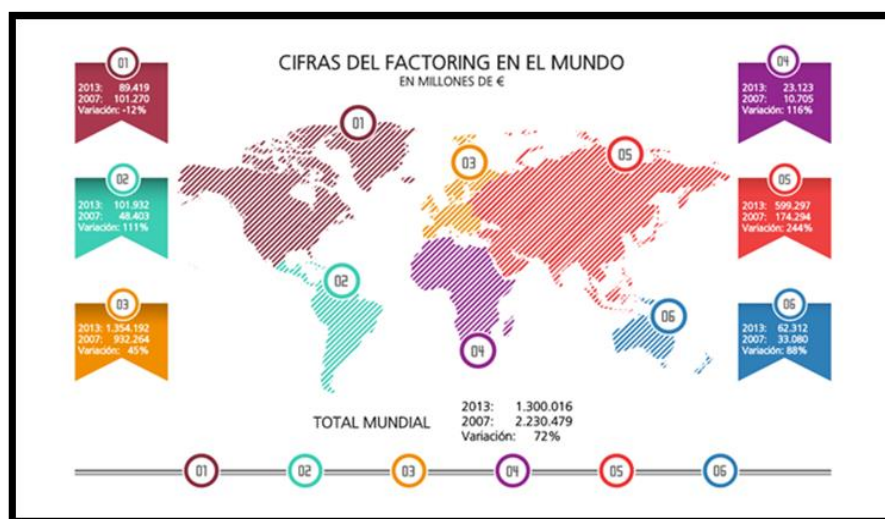 CIFRAS DEL FACTORING EN EL MUNDO
EN MILLONES DE €
01
2013: 89.419
2007: 101.270
Variación: -12%
02
2013: 101.932
2007: 48.403
Variación: 111%
03
2013: 1.354.192
2007: 932.264
Variación: 45%
04
2013: 23.123
2007: 10.705
Variación: 116%
05
2013: 599.297
2007: 174.294
Variación: 244%
06
2013: 62.312
2007: 33.080
Variación: 88%
01
02
03
04
05
06
TOTAL MUNDIAL
2013: 1.300.016
2007: 2.230.479
Variación: 72%
01 02 03 04 05 06